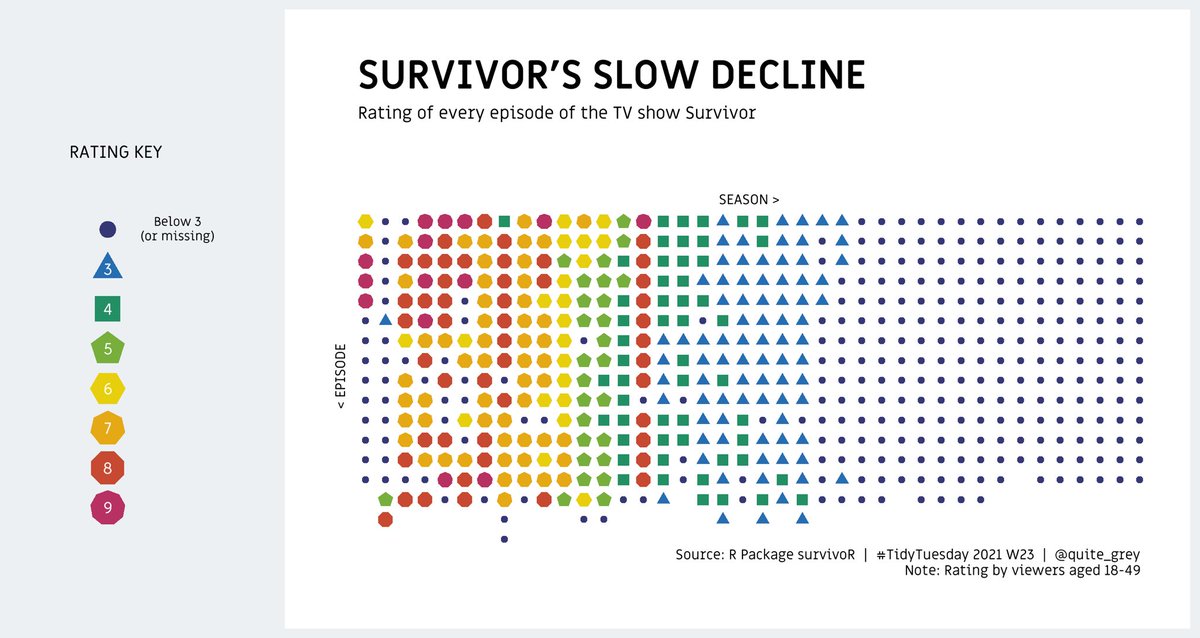 SURVIVOR'S SLOW DECLINE
Rating of every episode of the TV show Survivor
RATING KEY
Below 3
(or missing)
3
4
5
6
7
8
9
SEASON >
< EPISODE
Source: R Package survivoR | #TidyTuesday 2021 W23 | @quite_grey
Note: Rating by viewers aged 18-49